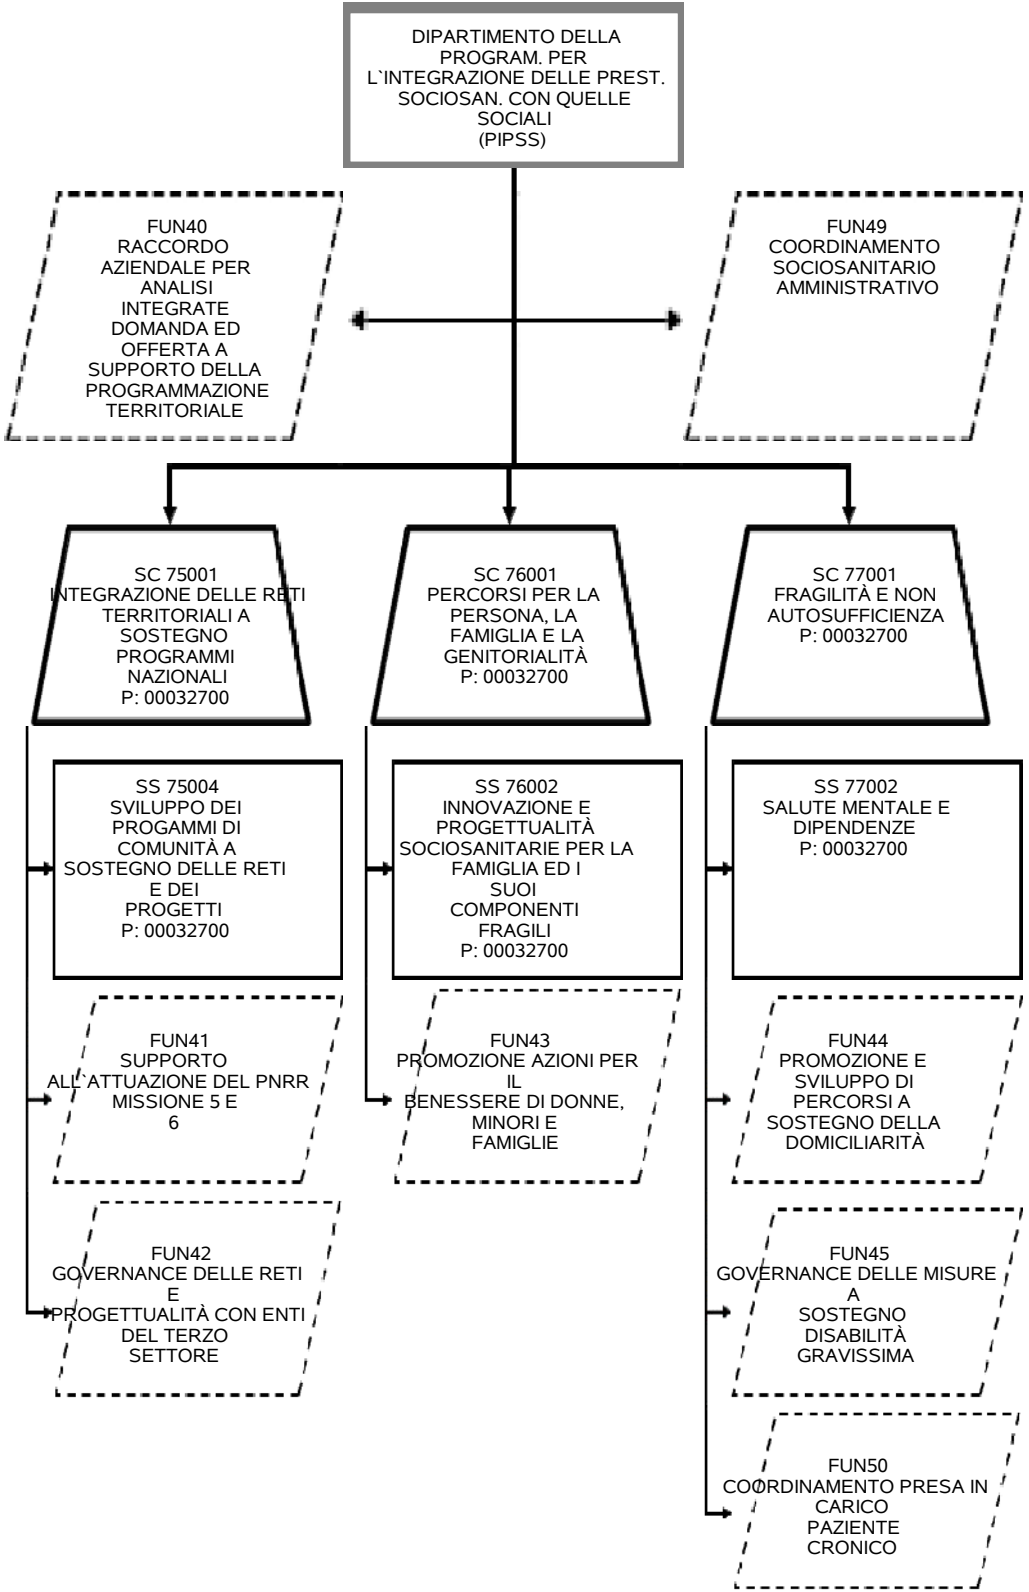 DIPARTIMENTO DELLA
PROGRAM. PER
L`INTEGRAZIONE DELLE PREST.
SOCIOSAN. CON QUELLE
SOCIALI
(PIPSS)
FUN40
RACCORDO
AZIENDALE PER
ANALISI
INTEGRATE
DOMANDA ED
OFFERTA A
SUPPORTO DELLA
PROGRAMMAZIONE
TERRITORIALE
FUN49
COORDINAMENTO
SOCIOSANITARIO
AMMINISTRATIVO
SC 75001
INTEGRAZIONE DELLE RETI
TERRITORIALI A
SOSTEGNO
PROGRAMMI
NAZIONALI
P: 00032700
SC 76001
PERCORSI PER LA
PERSONA, LA
FAMIGLIA E LA
GENITORIALITÀ
P: 00032700
SC 77001
FRAGILITÀ E NON
AUTOSUFFICIENZA
P: 00032700
SS 75004
SVILUPPO DEI
PROGAMMI DI
COMUNITÀ A
SOSTEGNO DELLE RETI
E DEI
PROGETTI
P: 00032700
SS 76002
INNOVAZIONE E
PROGETTUALITÀ
SOCIOSANITARIE PER LA
FAMIGLIA ED I
SUOI
COMPONENTI
FRAGILI
P: 00032700
SS 77002
SALUTE MENTALE E
DIPENDENZE
P: 00032700
FUN41
SUPPORTO
ALL`ATTUAZIONE DEL PNRR
MISSIONE 5 E
6
FUN43
PROMOZIONE AZIONI PER
IL
BENESSERE DI DONNE,
MINORI E
FAMIGLIE
FUN44
PROMOZIONE E
SVILUPPO DI
PERCORSI A
SOSTEGNO DELLA
DOMICILIARITÀ
FUN42
GOVERNANCE DELLE RETI
E
PROGETTUALITÀ CON ENTI
DEL TERZO
SETTORE
FUN45
GOVERNANCE DELLE MISURE
A
SOSTEGNO
DISABILITÀ
GRAVISSIMA
FUN50
COORDINAMENTO PRESA IN
CARICO
PAZIENTE
CRONICO